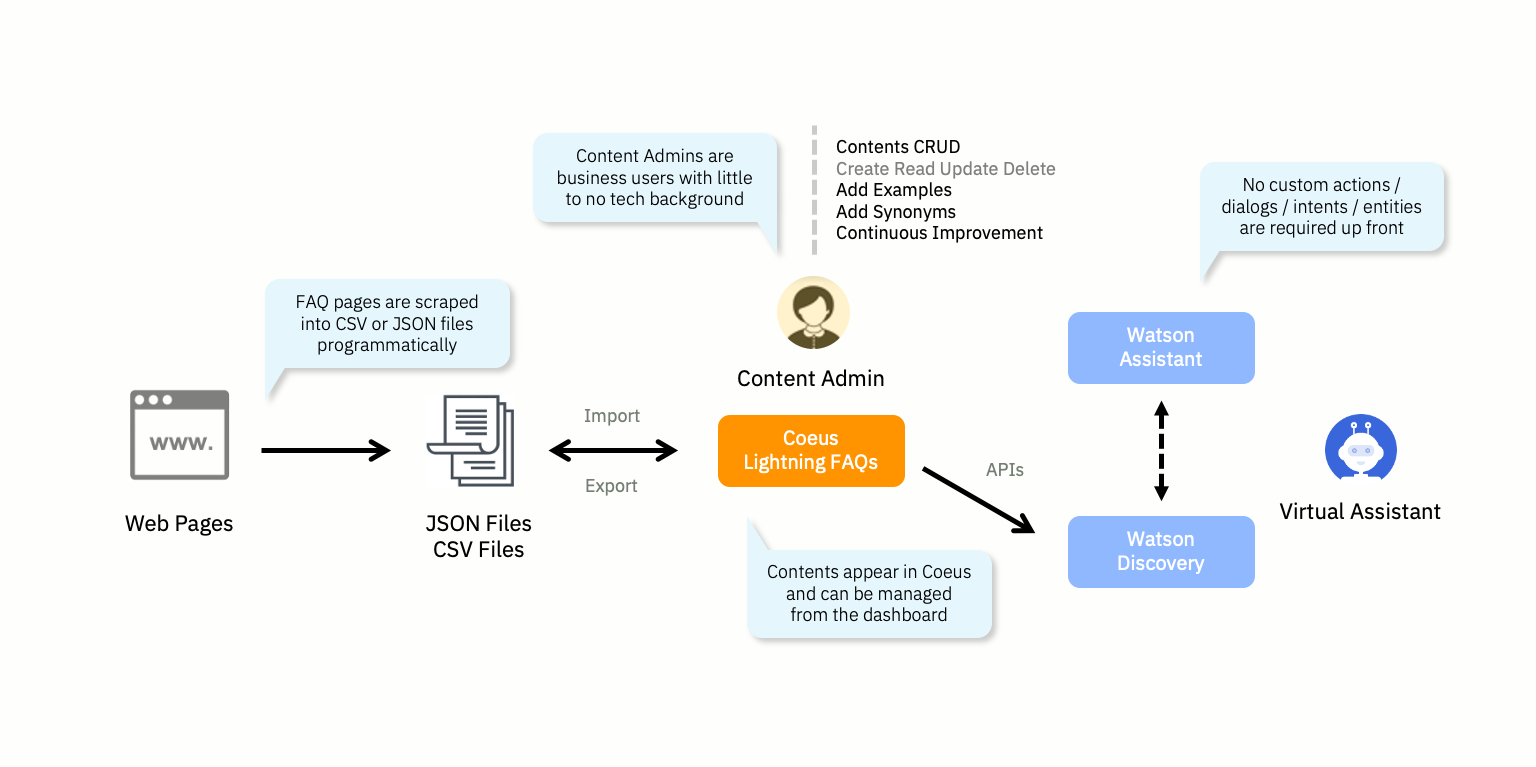 Content Admins are
business users with little
to no tech background
Contents CRUD
Create Read Update Delete
Add Examples
Add Synonyms
Continuous Improvement
No custom actions /
dialogs / intents / entities
are required up front
FAQ pages are scraped
into CSV or JSON files
programmatically
www.
Web Pages
JSON Files
CSV Files
Import
Export
Content Admin
Coeus
Lightning FAQs
Contents appear in Coeus
and can be managed
from the dashboard
APIs
Watson
Assistant
Watson
Discovery
Virtual Assistant